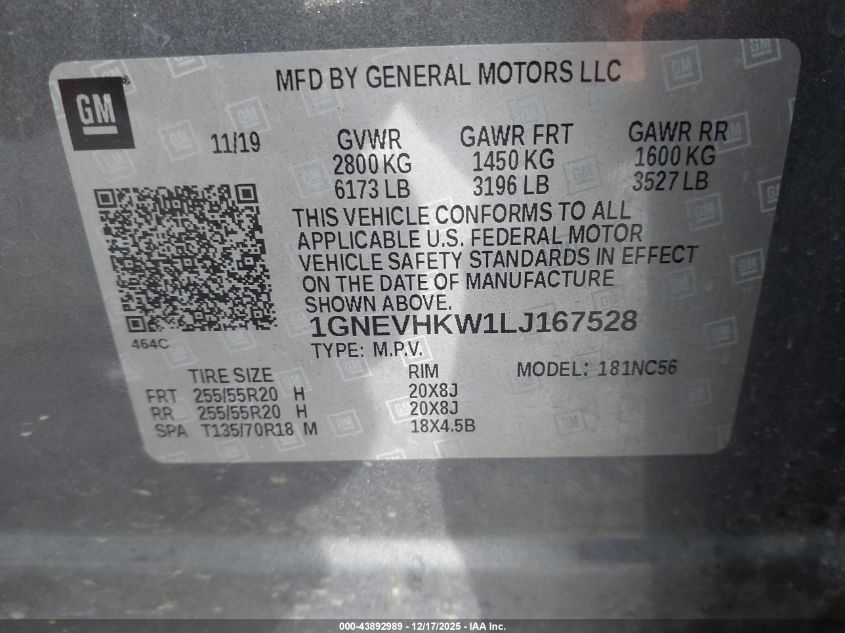 GM
MFD BY GENERAL MOTORS LLC
11/19 GVWR GAWR FRT GAWR RR
2800 KG 1450 KG 1600 KG
6173 LB 3196 LB 3527 LB
THIS VEHICLE CONFORMS TO ALL
APPLICABLE U.S. FEDERAL MOTOR
VEHICLE SAFETY STANDARDS IN EFFECT
ON THE DATE OF MANUFACTURE
SHOWN ABOVE.
1GNEVHKW1LJ167528
464C
TYPE: M.P.V.
TIRE SIZE RIM MODEL: 181NC56
FRT 255/55R20 H 20X8J
RR 255/55R20 H 20X8J
SPA T135/70R18 M 18X4.5B
000-43892989 - 12/17/2025 - IAA Inc.